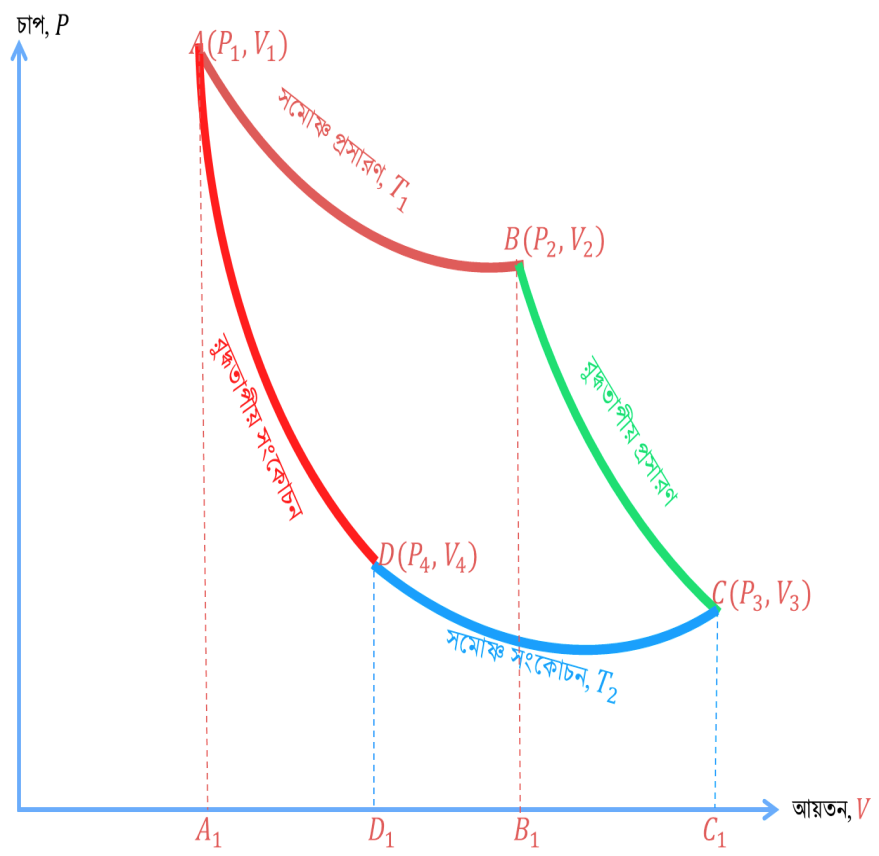 চাপ, P
A(P₁, V₁)
সমোষ্ণ প্রসারণ, T₁
B(P₂, V₂)
রুদ্ধতাপীয় সংকোচন
রুদ্ধতাপীয় প্রসারণ
D(P₄, V₄)
C(P₃, V₃)
সমোষ্ণ সংকোচন, T₂
আয়তন, V
A₁
D₁
B₁
C₁